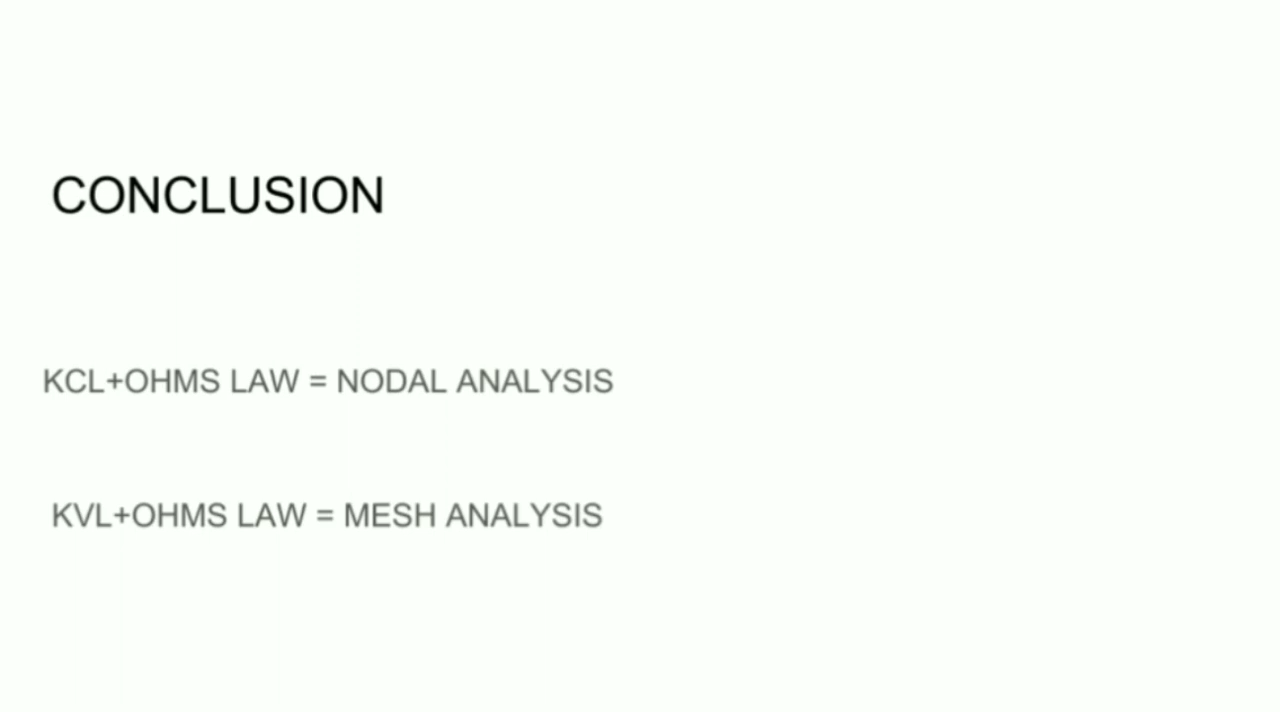 CONCLUSION
KCL+OHMS LAW = NODAL ANALYSIS
KVL+OHMS LAW = MESH ANALYSIS